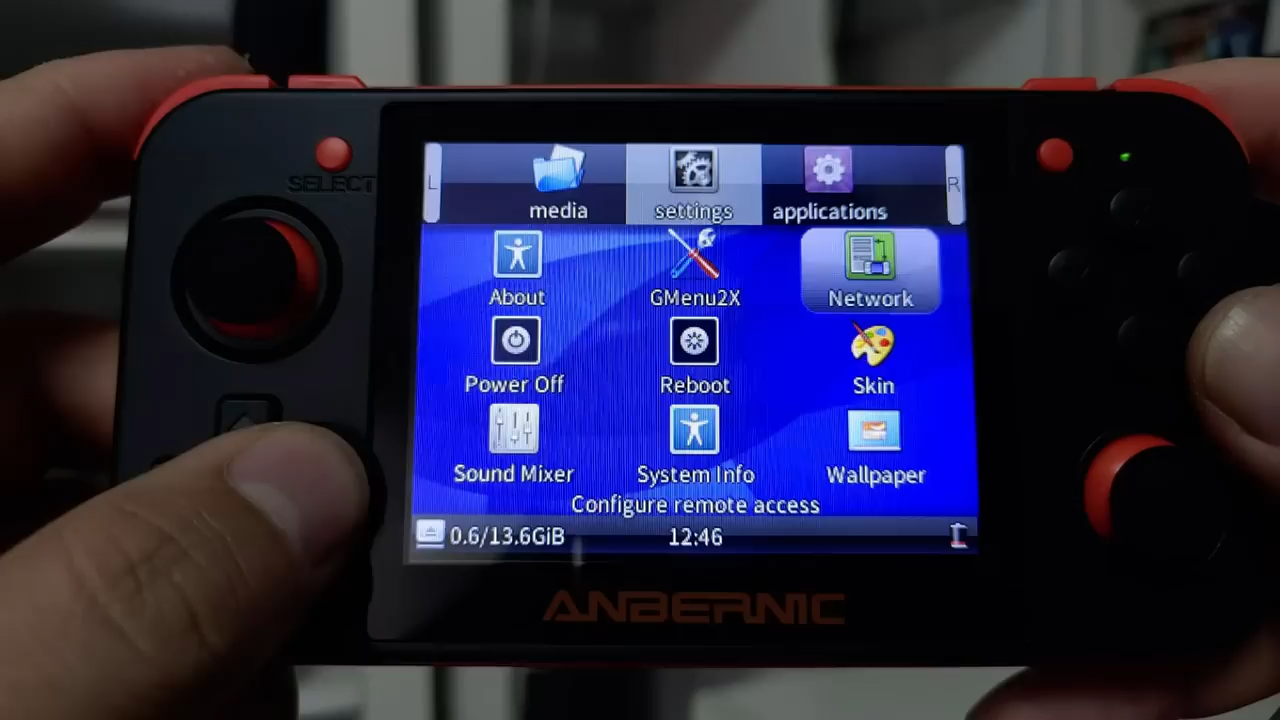 SELECT
L
media
settings
applications
R
About
GMenu2X
Network
Power Off
Reboot
Skin
Sound Mixer
System Info
Wallpaper
Configure remote access
0.6/13.6GiB
12:46
ANBERNIC